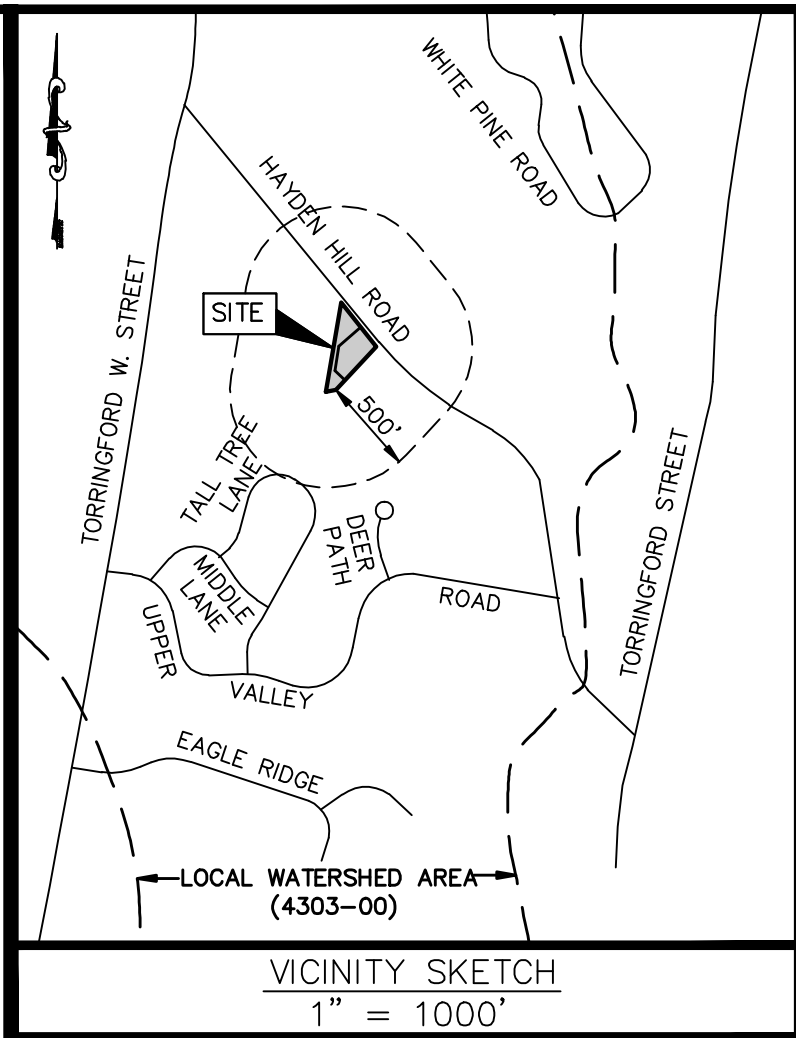 WHITE PINE ROAD
HAYDEN HILL ROAD
TORRINGFORD W. STREET
SITE
500'
TALL TREE
LANE
DEER
PATH
MIDDLE
LANE
ROAD
UPPER
VALLEY
TORRINGFORD STREET
EAGLE RIDGE
LOCAL WATERSHED AREA
(4303-00)
VICINITY SKETCH
1" = 1000'